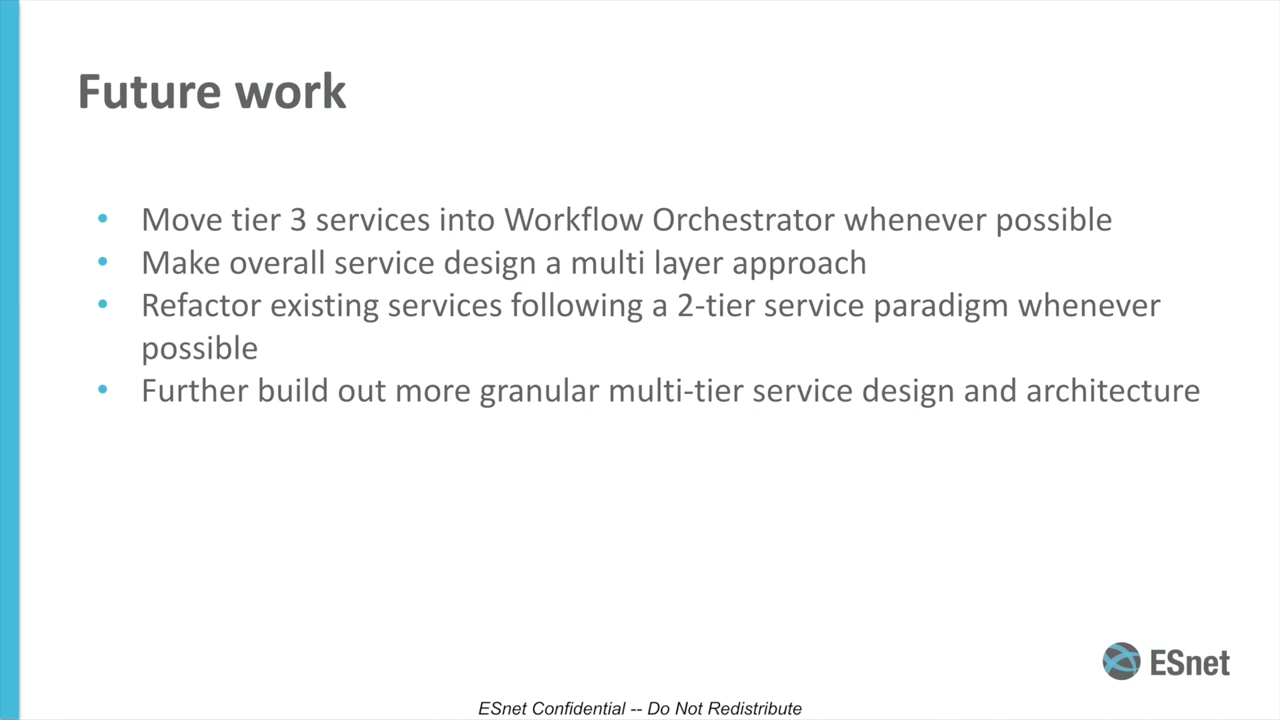 Future work
• Move tier 3 services into Workflow Orchestrator whenever possible
• Make overall service design a multi layer approach
• Refactor existing services following a 2-tier service paradigm whenever
possible
• Further build out more granular multi-tier service design and architecture
ESnet
ESnet Confidential -- Do Not Redistribute